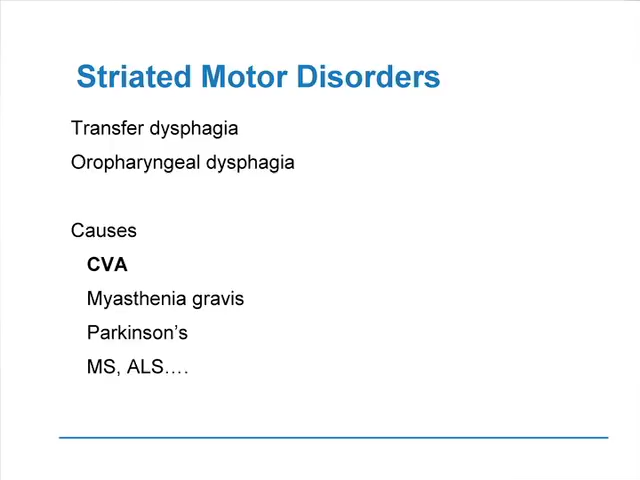 Striated Motor Disorders
Transfer dysphagia
Oropharyngeal dysphagia
Causes
CVA
Myasthenia gravis
Parkinson’s
MS, ALS….